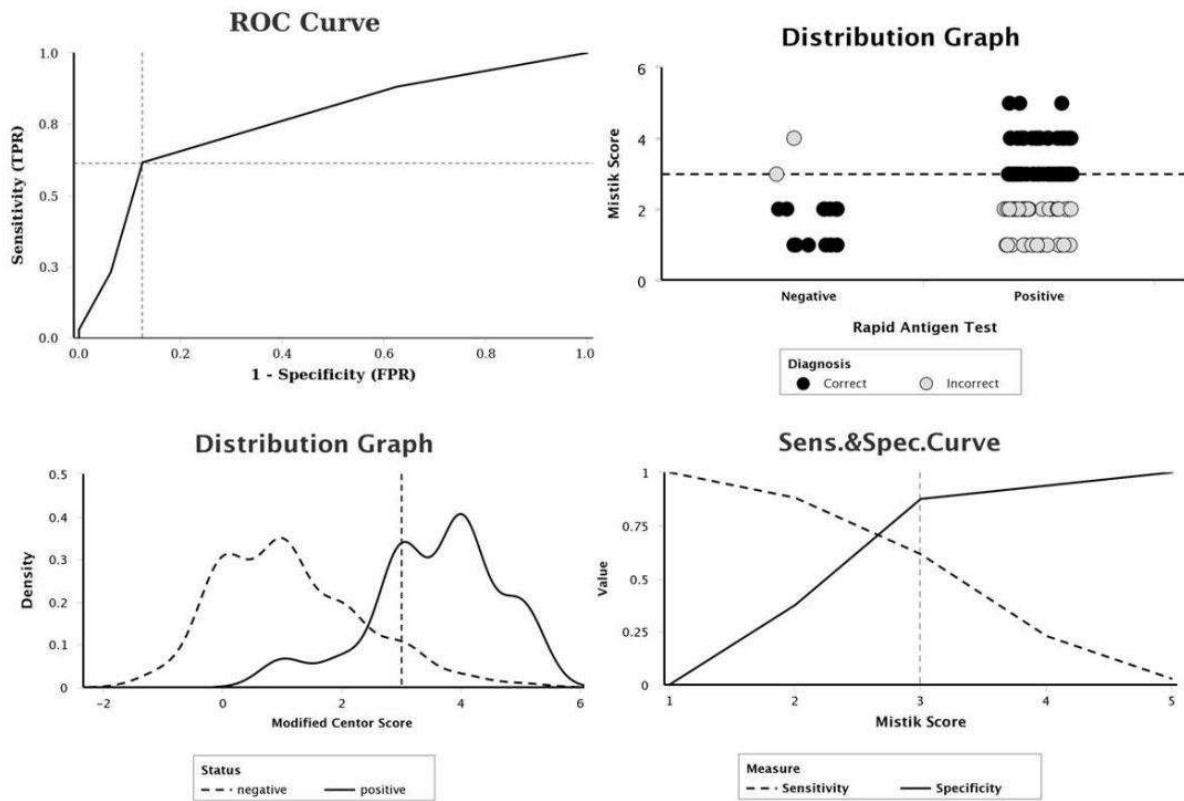 ROC Curve
1.0
0.8
0.5
0.3
0.0
Sensitivity (TPR)
0.0 0.2 0.4 0.6 0.8 1.0
1 - Specificity (FPR)
Distribution Graph
6
4
2
0
Mistik Score
Negative Positive
Rapid Antigen Test
Diagnosis
Correct Incorrect
Distribution Graph
0.5
0.4
0.3
0.2
0.1
0
Density
−2 0 2 4 6
Modified Centor Score
Status
negative positive
Sens.&Spec.Curve
1
0.75
0.5
0.25
0
Value
1 2 3 4 5
Mistik Score
Measure
Sensitivity Specificity